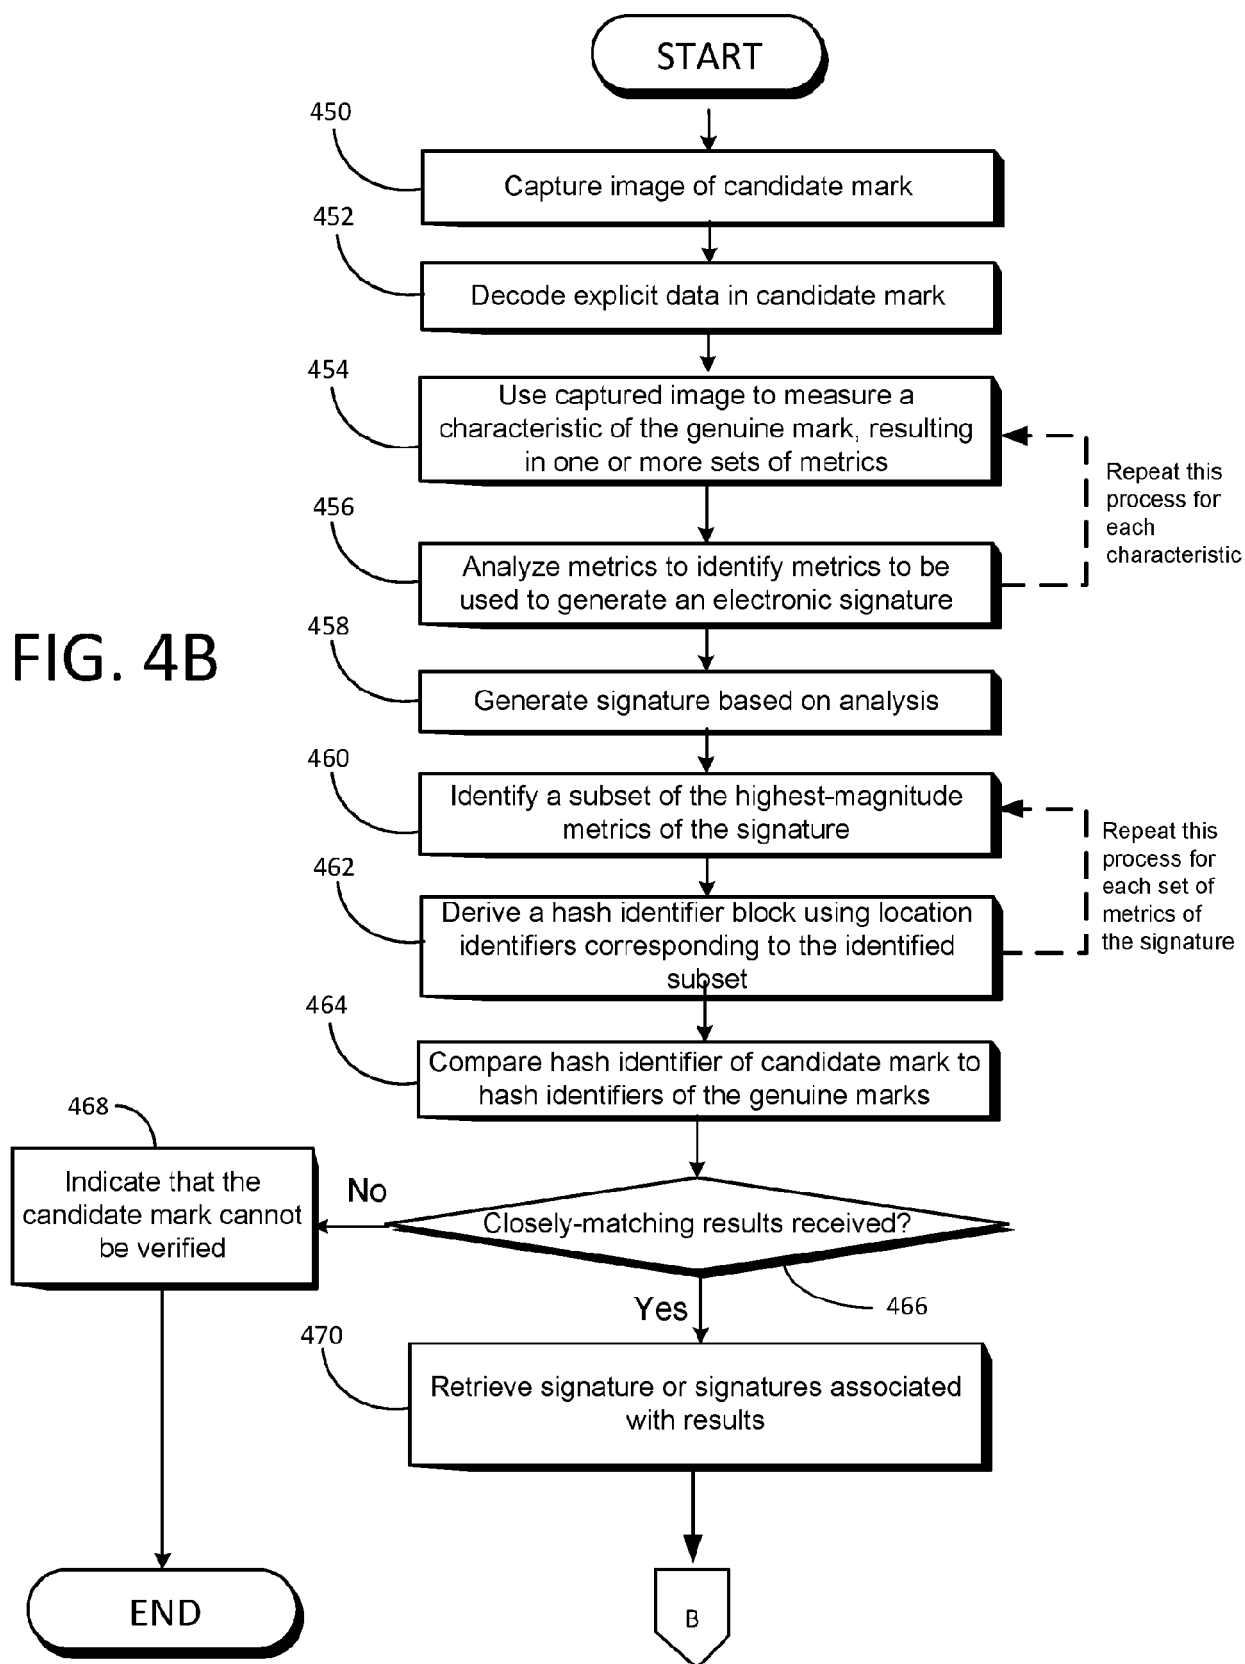 START
450
Capture image of candidate mark
452
Decode explicit data in candidate mark
454
Use captured image to measure a
characteristic of the genuine mark, resulting
in one or more sets of metrics
Repeat this
process for
each
characteristic
456
Analyze metrics to identify metrics to be
used to generate an electronic signature
FIG. 4B
458
Generate signature based on analysis
460
Identify a subset of the highest-magnitude
metrics of the signature
Repeat this
process for
each set of
metrics of
the signature
462
Derive a hash identifier block using location
identifiers corresponding to the identified
subset
464
Compare hash identifier of candidate mark to
hash identifiers of the genuine marks
468
Indicate that the
candidate mark cannot
be verified
No
Closely-matching results received?
466
Yes
470
Retrieve signature or signatures associated
with results
END
B